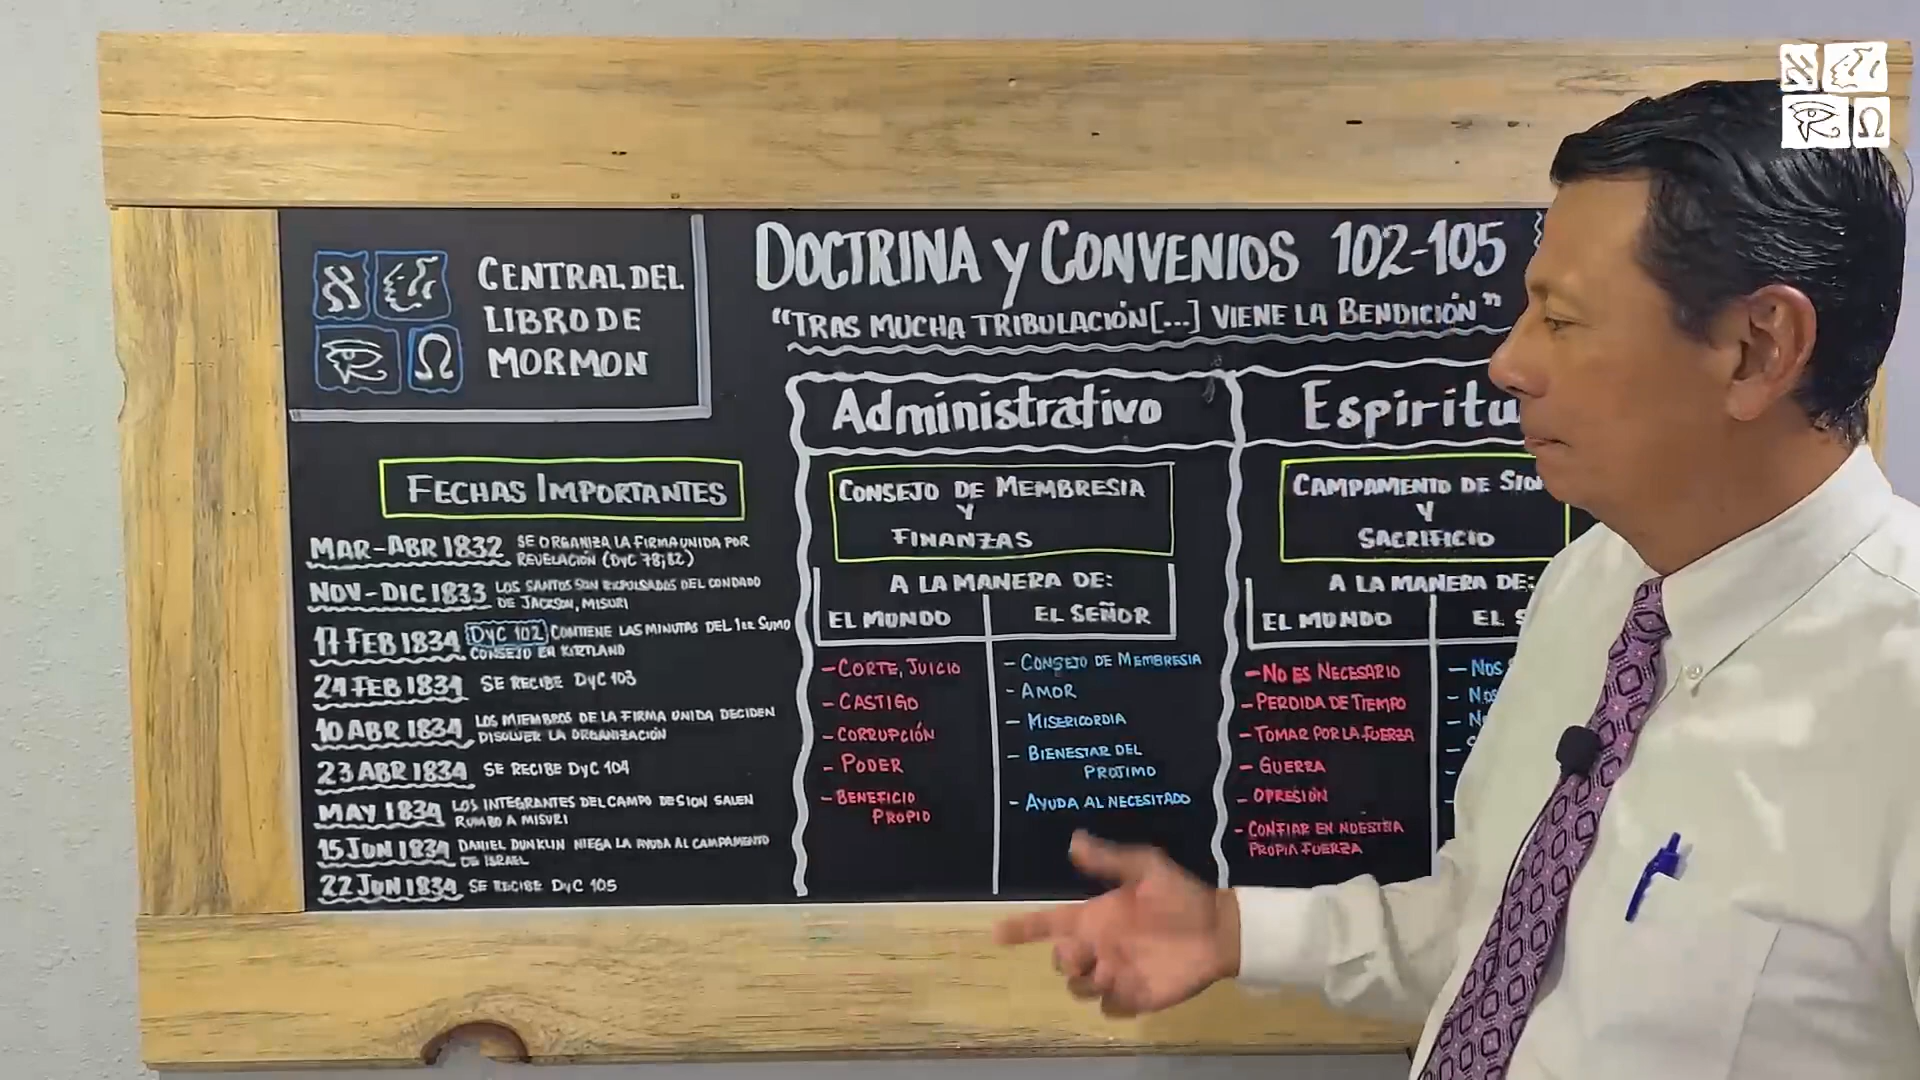 CENTRAL DEL
LIBRO DE
MORMON
DOCTRINA Y CONVENIOS 102-105
"TRAS MUCHA TRIBULACIÓN[...] VIENE LA BENDICIÓN"
FECHAS IMPORTANTES
MAR-ABR 1832 SE ORGANIZA LA FIRMA UNIDA POR
REVELACIÓN (DyC 78; 82)
NOV-DIC 1833 LOS SANTOS SON EXPULSADOS DEL CONDADO
DE JACKSON, MISURI
17 FEB 1834 DyC 102 CONTIENE LAS MINUTAS DEL 1ER SUMO
CONSEJO EN KIRTLAND
24 FEB 1834 SE RECIBE DyC 103
10 ABR 1834 LOS MIEMBROS DE LA FIRMA UNIDA DECIDEN
DISOLVER LA ORGANIZACIÓN
23 ABR 1834 SE RECIBE DyC 104
MAY 1834 LOS INTEGRANTES DEL CAMPO DE SION SALEN
RUMBO A MISURI
15 JUN 1834 DANIEL DUNKLIN NIEGA LA AYUDA AL CAMPAMENTO
DE ISRAEL
22 JUN 1834 SE RECIBE DyC 105
Administrativo
CONSEJO DE MEMBRESIA
Y
FINANZAS
A LA MANERA DE:
EL MUNDO
EL SEÑOR
- CORTE, JUICIO
- CASTIGO
- CORRUPCIÓN
- PODER
- BENEFICIO
PROPIO
- CONSEJO DE MEMBRESIA
- AMOR
- MISERICORDIA
- BIENESTAR DEL
PROJIMO
- AYUDA AL NECESITADO
Espiritu
CAMPAMENTO DE SION
Y
SACRIFICIO
A LA MANERA DE:
EL MUNDO
EL S
- NO ES NECESARIO
- PERDIDA DE TIEMPO
- TOMAR POR LA FUERZA
- GUERRA
- OPRESIÓN
- CONFIAR EN NUESTRA
PROPIA FUERZA
- NOS
- NOS